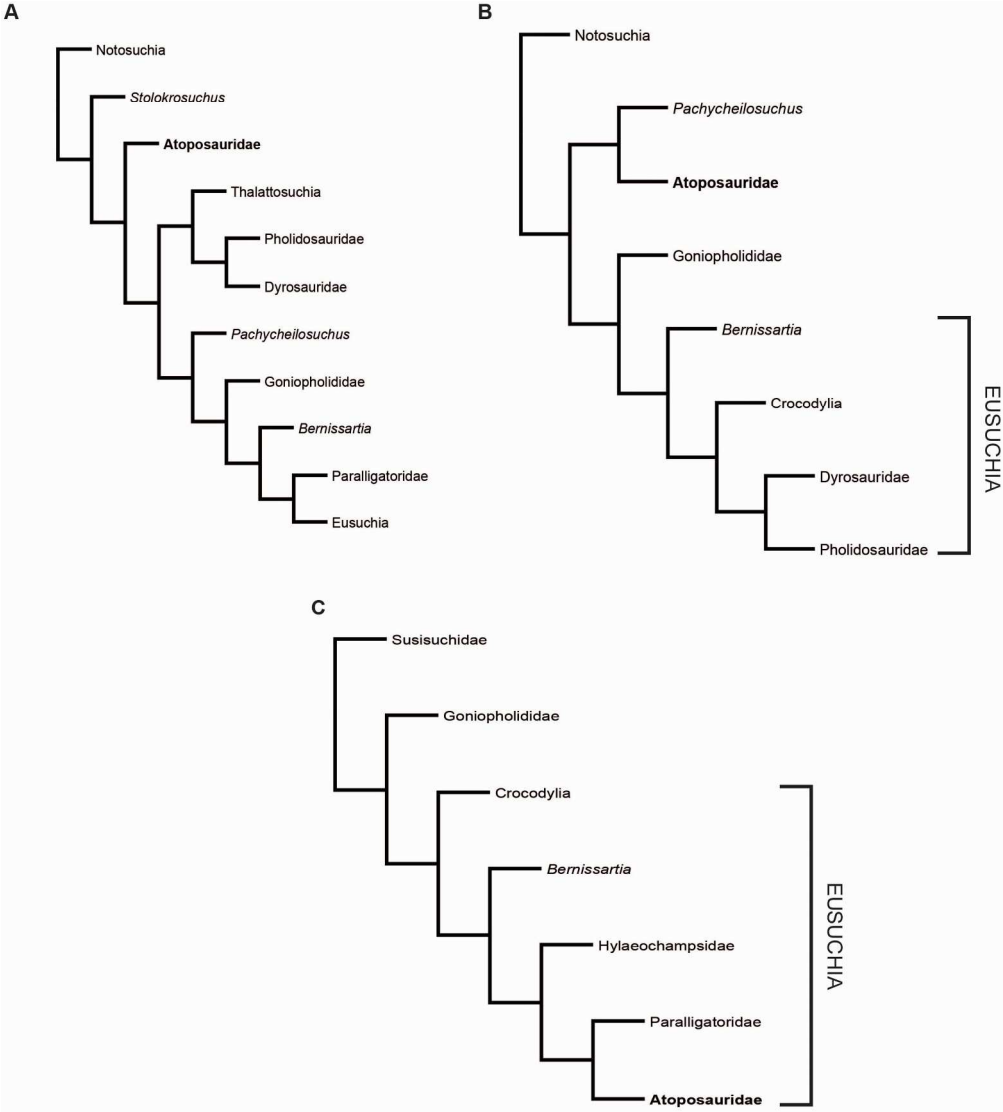 A
Notosuchia
Stolokrosuchus
Atoposauridae
Thalattosuchia
Pholidosauridae
Dyrosauridae
Pachycheilosuchus
Goniopholididae
Bernissartia
Paralligatoridae
Eusuchia
B
Notosuchia
Pachycheilosuchus
Atoposauridae
Goniopholididae
Bernissartia
Crocodylia
Dyrosauridae
Pholidosauridae
EUSUCHIA
C
Susisuchidae
Goniopholididae
Crocodylia
Bernissartia
Hylaeochampsidae
Paralligatoridae
Atoposauridae
EUSUCHIA